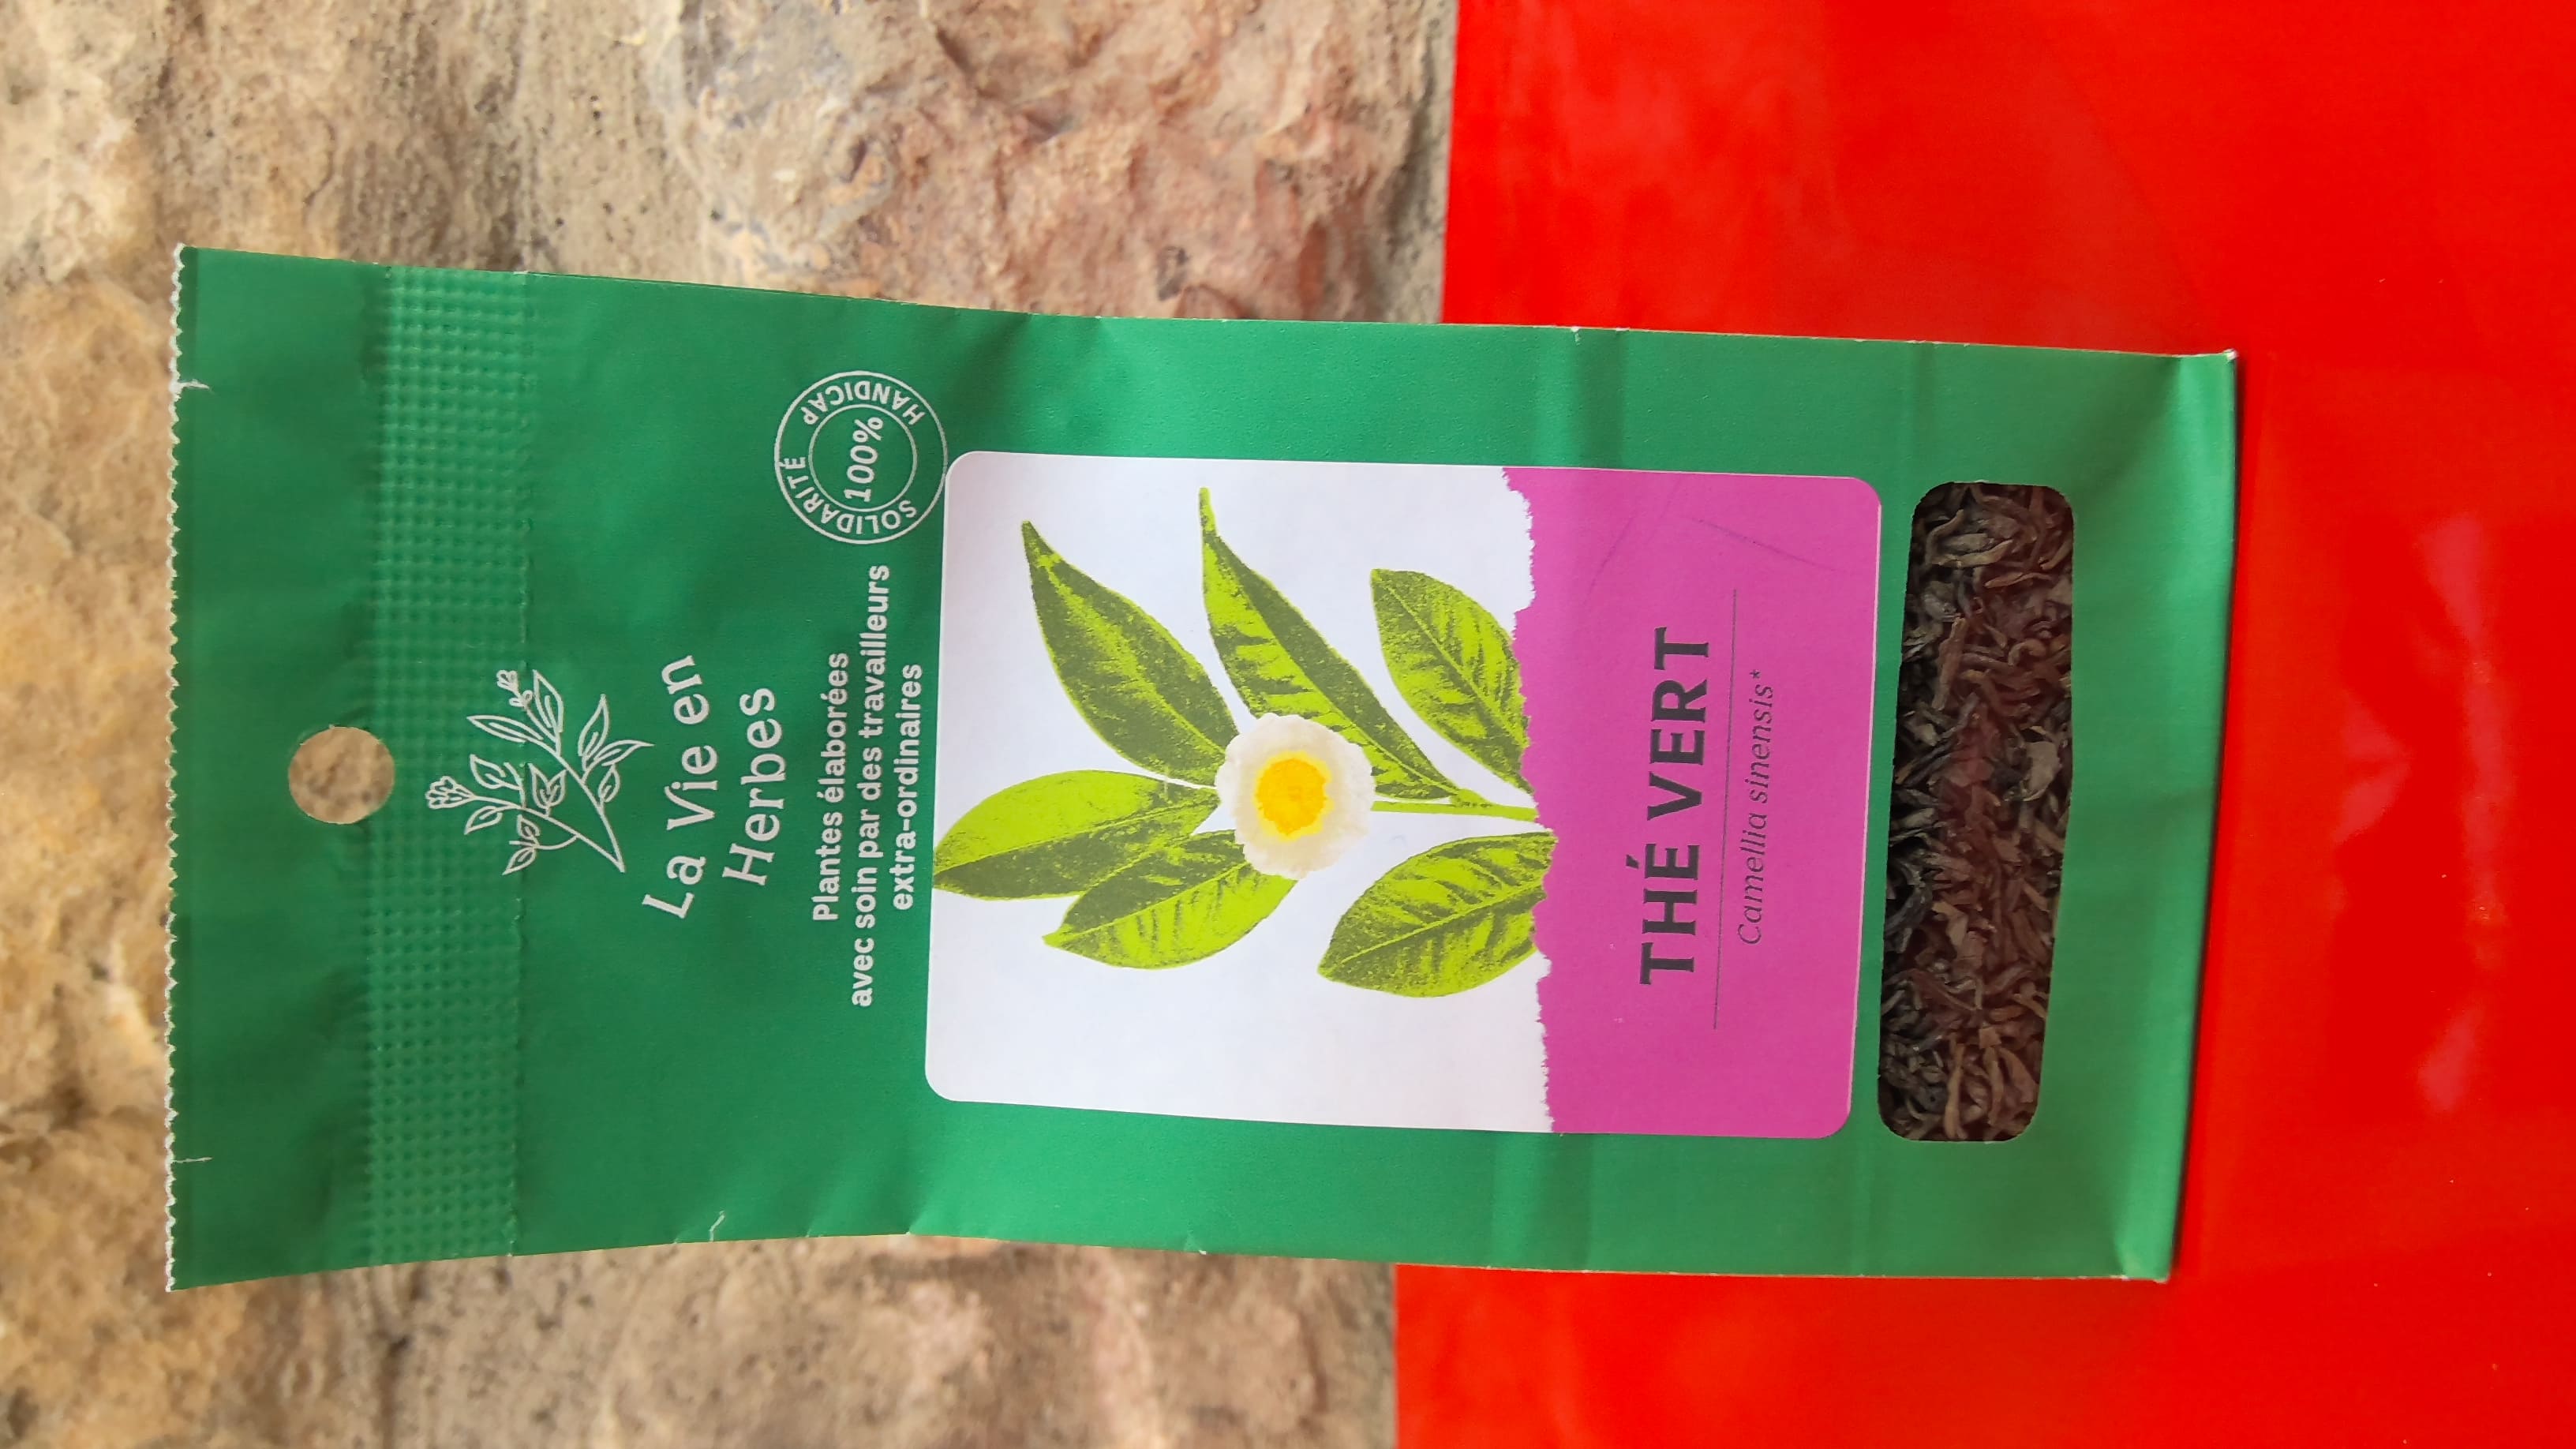 La Vie en
Herbes
Plantes élaborées
avec soin par des travailleurs
extra-ordinaires
SOLIDARITÉ
HANDICAP
100%
THÉ VERT
Camellia sinensis*